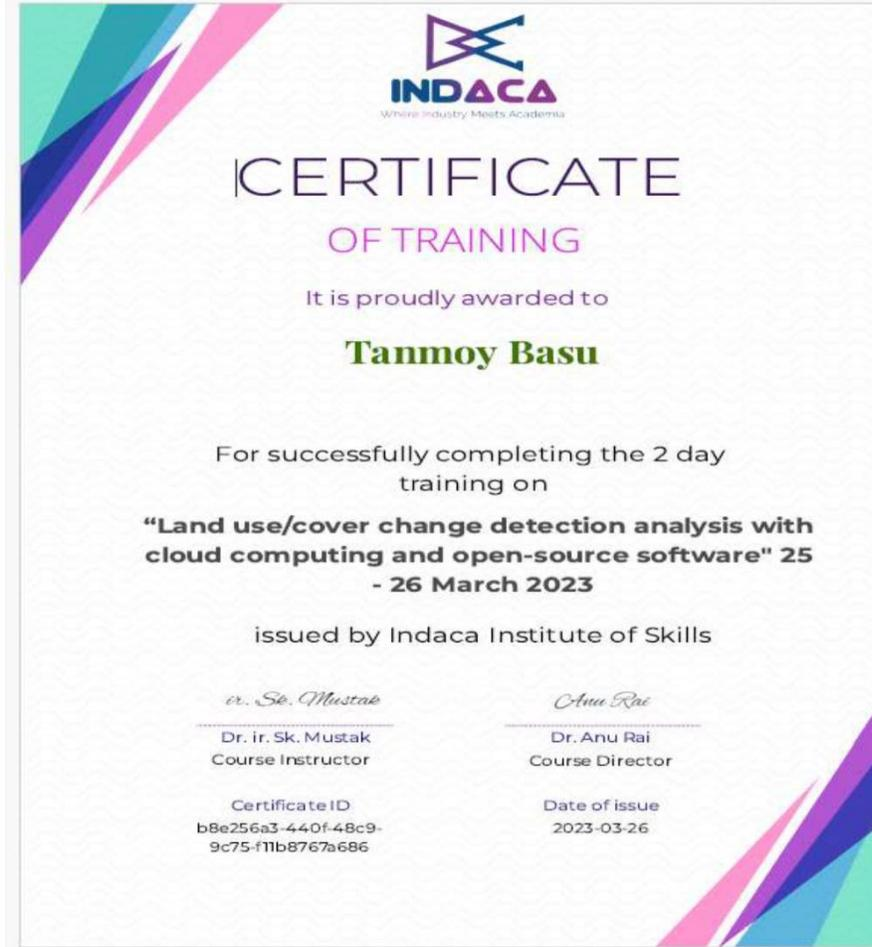 INDACA
Where Industry Meets Academia
CERTIFICATE
OF TRAINING
It is proudly awarded to
Tanmoy Basu
For successfully completing the 2 day
training on
“Land use/cover change detection analysis with
cloud computing and open-source software" 25
- 26 March 2023
issued by Indaca Institute of Skills
ir. Sk. Mustak
Anu Rai
Dr. ir. Sk. Mustak
Dr. Anu Rai
Course Instructor
Course Director
Certificate ID
Date of issue
b8e256a3-440f-48c9-
2023-03-26
9c75-f11b8767a686